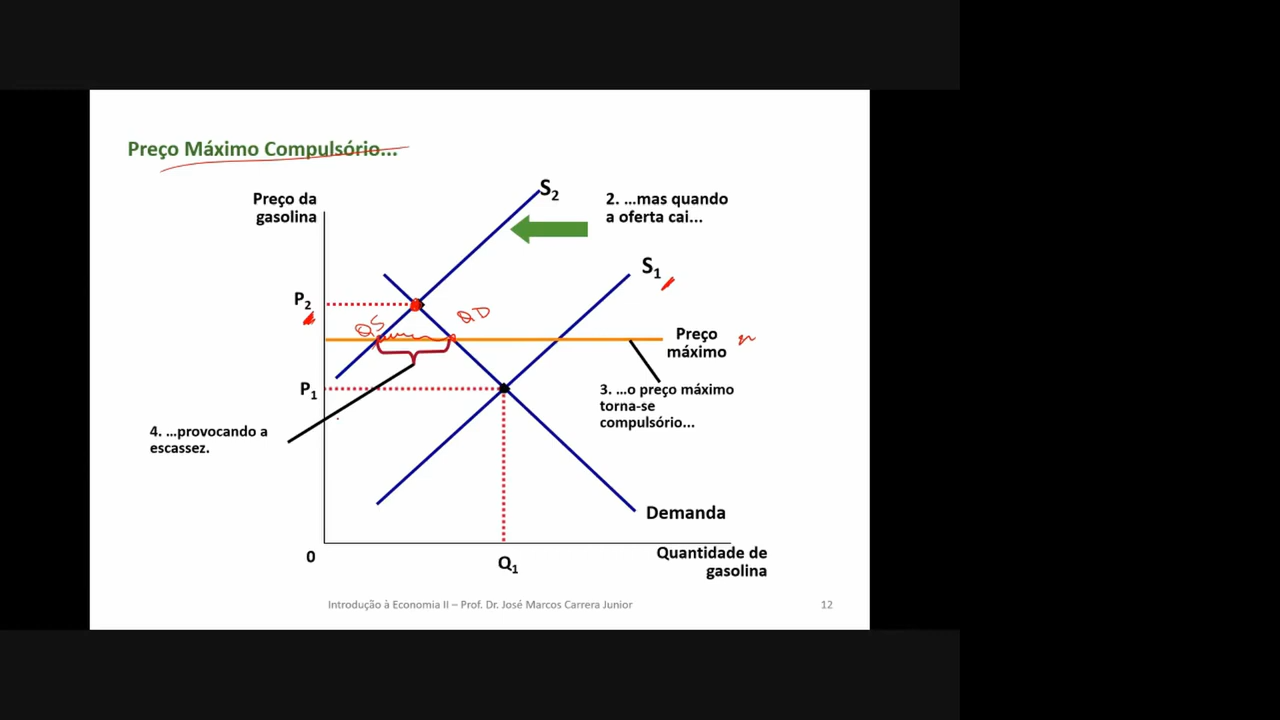 Preço Máximo Compulsório...
Preço da
gasolina
S2
2. ...mas quando
a oferta cai...
S1
P2
QS
QD
Preço
máximo
P1
3. ...o preço máximo
torna-se
compulsório...
4. ...provocando a
escassez.
Demanda
0
Q1
Quantidade de
gasolina
Introdução à Economia II – Prof. Dr. José Marcos Carrera Junior
12